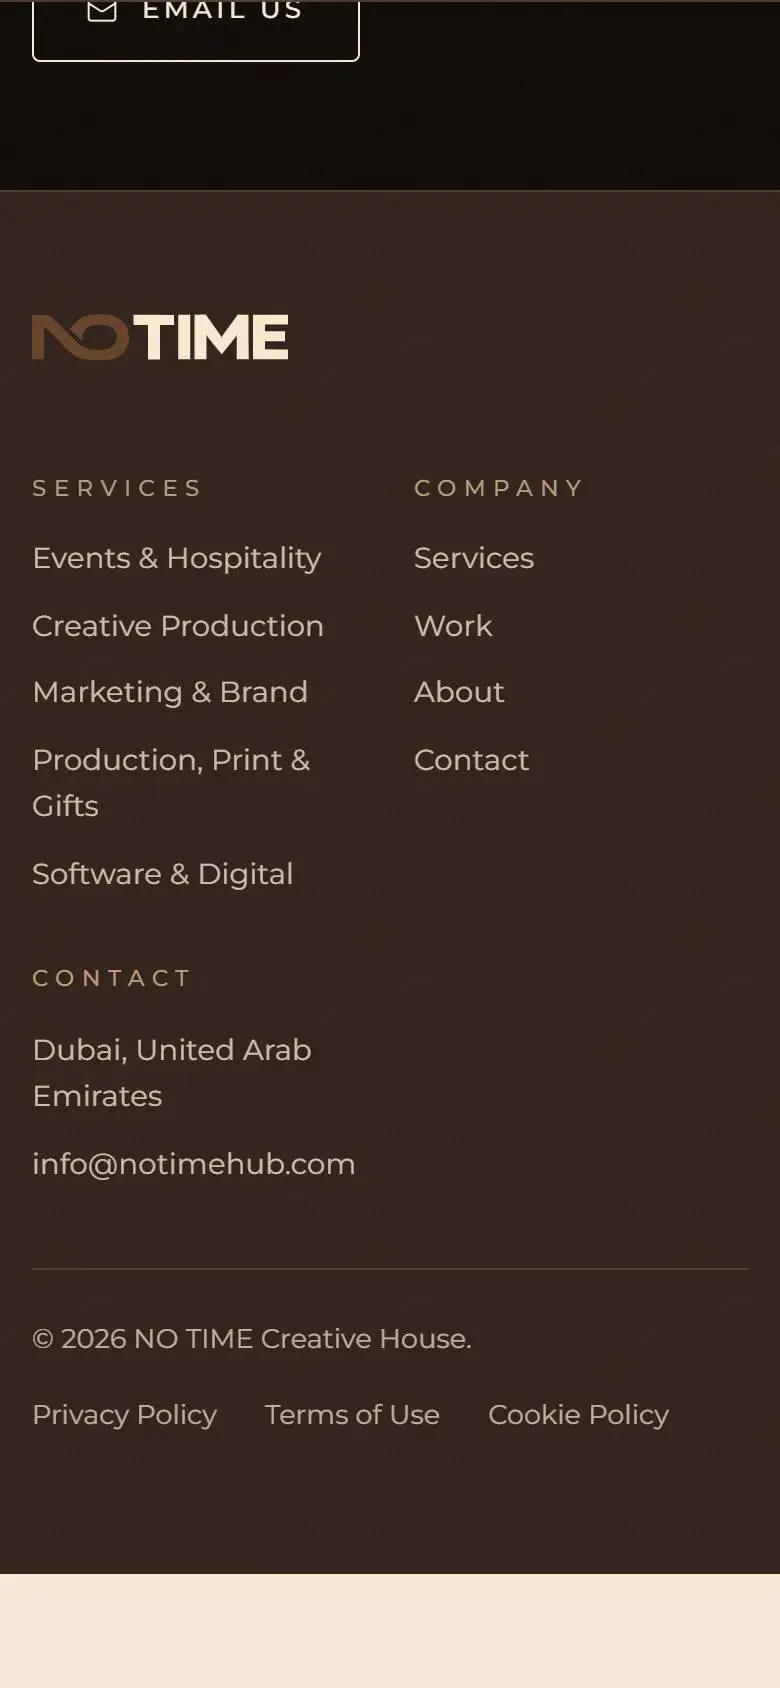 EMAIL US
NOTIME
SERVICES
Events & Hospitality
Creative Production
Marketing & Brand
Production, Print &
Gifts
Software & Digital
COMPANY
Services
Work
About
Contact
CONTACT
Dubai, United Arab
Emirates
info@notimehub.com
© 2026 NO TIME Creative House.
Privacy Policy
Terms of Use
Cookie Policy